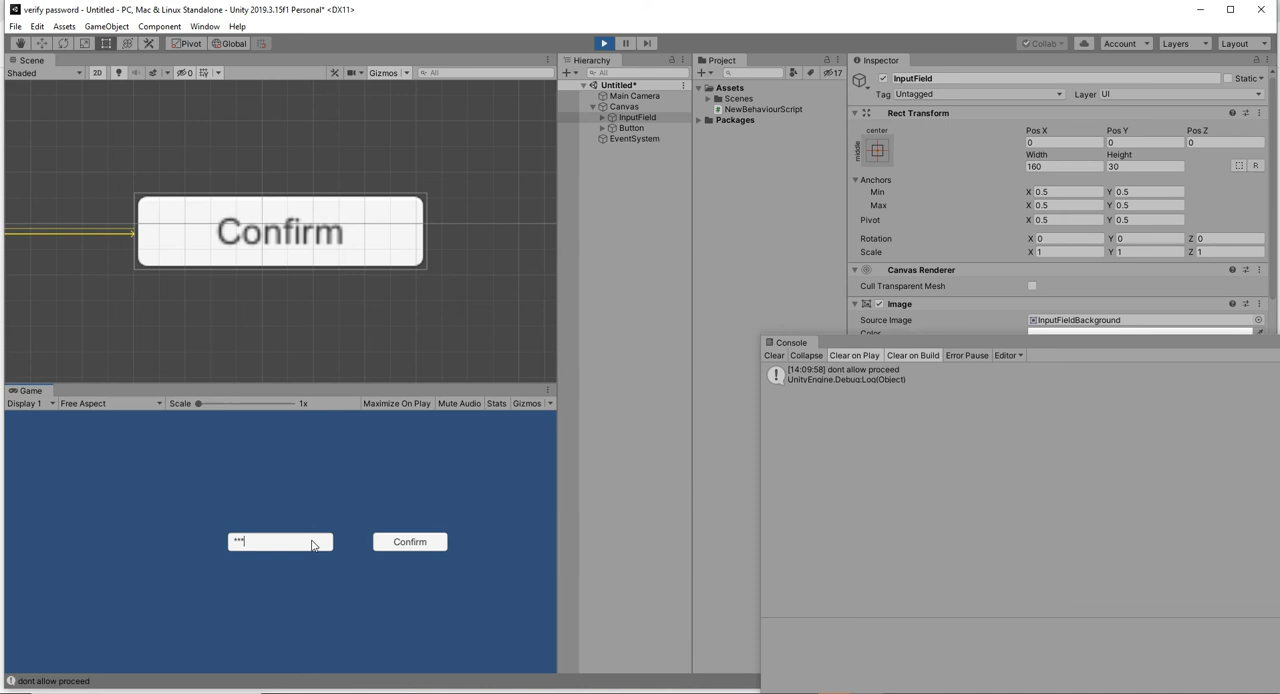 verify password - Untitled - PC, Mac & Linux Standalone - Unity 2019.3.15f1 Personal* <DX11>
File Edit Assets GameObject Component Window Help
Pivot Global Collab Account Layers Layout
Scene
Shaded 2D 0 Gizmos All
Hierarchy
All
Untitled*
Main Camera
Canvas
InputField
Button
EventSystem
Project
17
Assets
Scenes
NewBehaviourScript
Packages
Inspector
InputField Static
Tag Untagged Layer UI
Rect Transform
center
middle
Pos X Pos Y Pos Z
0 0 0
Width Height
160 30
R
Anchors
Min X 0.5 Y 0.5
Max X 0.5 Y 0.5
Pivot X 0.5 Y 0.5
Rotation X 0 Y 0 Z 0
Scale X 1 Y 1 Z 1
Canvas Renderer
Cull Transparent Mesh
Image
Source Image InputFieldBackground
Color
Confirm
Game
Display 1 Free Aspect Scale 1x Maximize On Play Mute Audio Stats Gizmos
*** Confirm
Console
Clear Collapse Clear on Play Clear on Build Error Pause Editor
[14:09:58] dont allow proceed
UnityEngine.Debug:Log(Object)
dont allow proceed